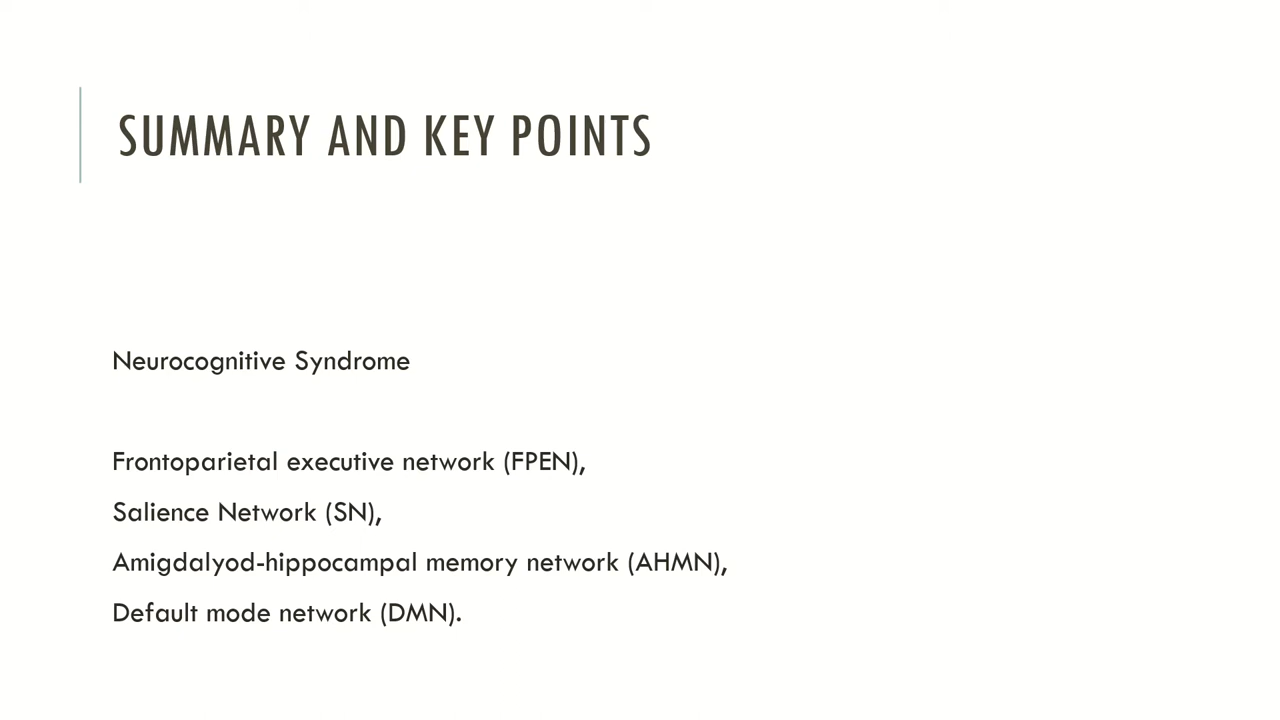 SUMMARY AND KEY POINTS
Neurocognitive Syndrome
Frontoparietal executive network (FPEN),
Salience Network (SN),
Amigdalyod-hippocampal memory network (AHMN),
Default mode network (DMN).